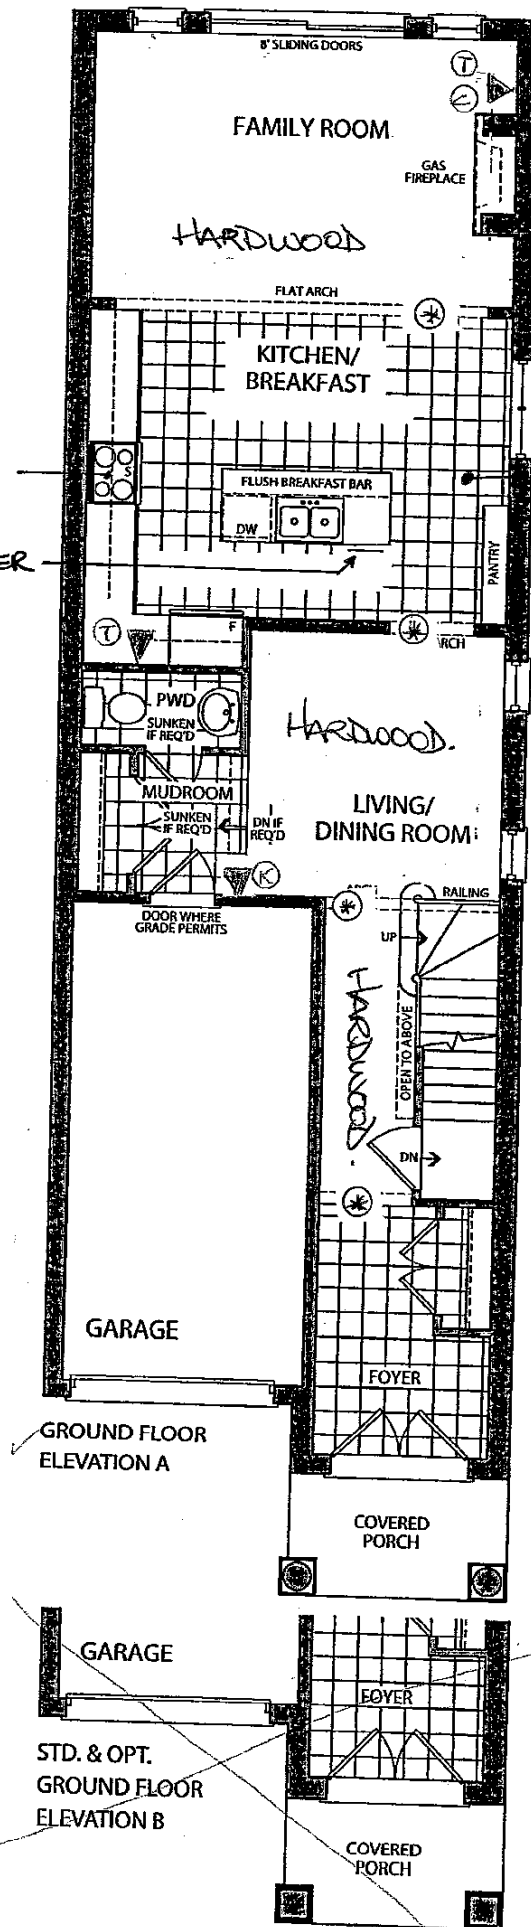 8' SLIDING DOORS
T
FAMILY ROOM
C
GAS
FIREPLACE
HARDWOOD
FLAT ARCH
KITCHEN/
BREAKFAST
S
FLUSH BREAKFAST BAR
DW
PANTRY
ER
T
F
RCH
PWD
SUNKEN
IF REQ'D
HARDWOOD.
MUDROOM
SUNKEN
IF REQ'D
DN IF
REQ'D
LIVING/
DINING ROOM
K
DOOR WHERE
GRADE PERMITS
RAILING
UP
HARDWOOD.
OPEN TO ABOVE
DN
GARAGE
FOYER
GROUND FLOOR
ELEVATION A
COVERED
PORCH
GARAGE
FOYER
STD. & OPT.
GROUND FLOOR
ELEVATION B
COVERED
PORCH